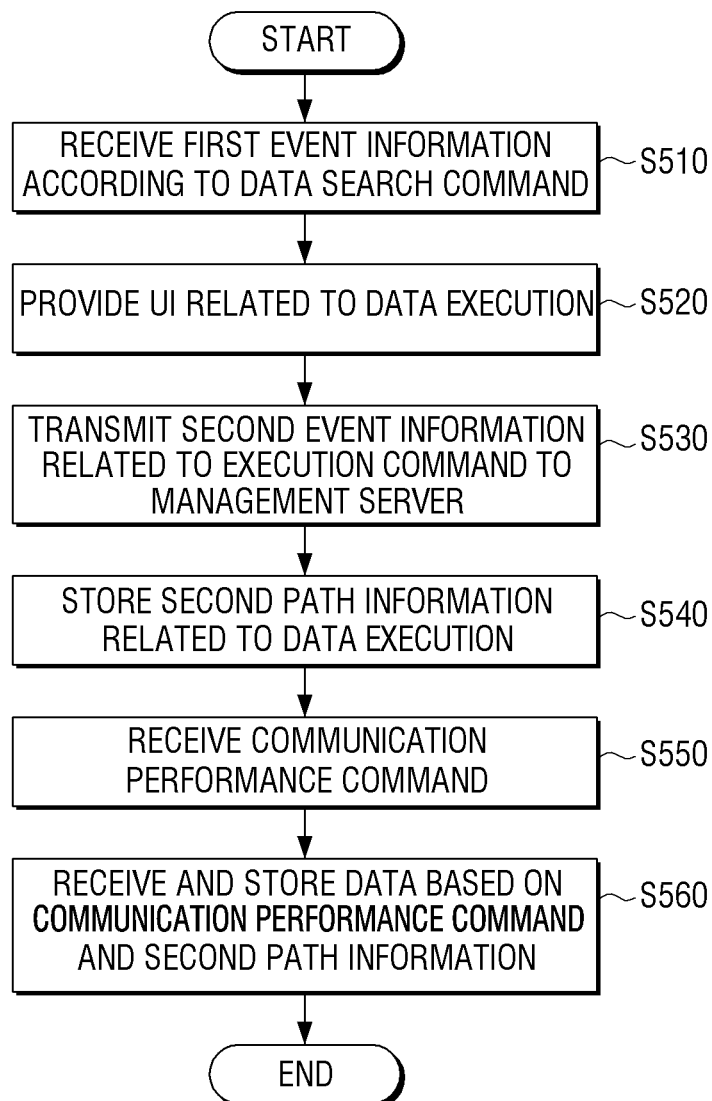 START
RECEIVE FIRST EVENT INFORMATION
ACCORDING TO DATA SEARCH COMMAND
S510
PROVIDE UI RELATED TO DATA EXECUTION
S520
TRANSMIT SECOND EVENT INFORMATION
RELATED TO EXECUTION COMMAND TO
MANAGEMENT SERVER
S530
STORE SECOND PATH INFORMATION
RELATED TO DATA EXECUTION
S540
RECEIVE COMMUNICATION
PERFORMANCE COMMAND
S550
RECEIVE AND STORE DATA BASED ON
COMMUNICATION PERFORMANCE COMMAND
AND SECOND PATH INFORMATION
S560
END